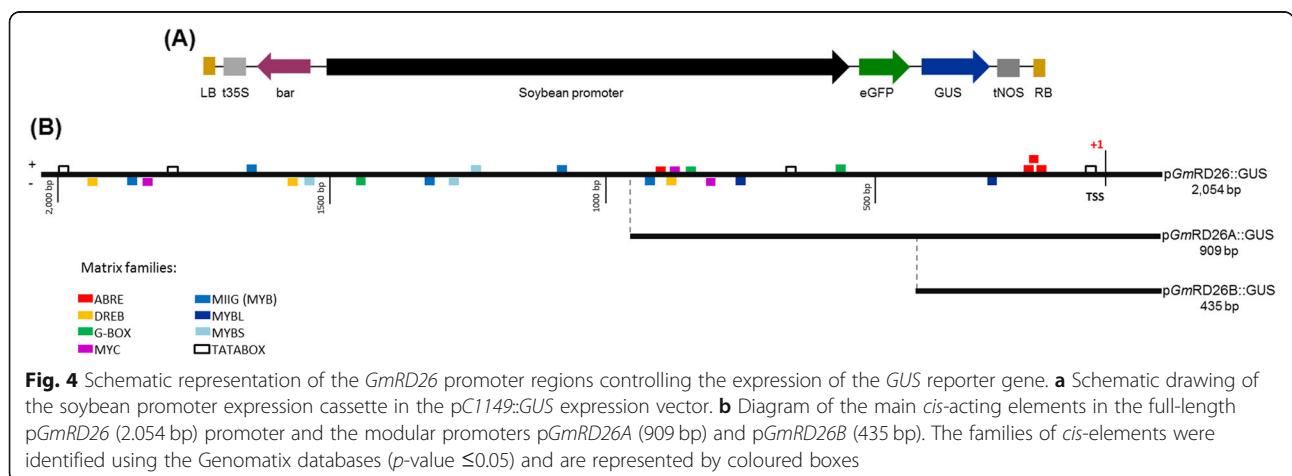 (A)
LB t35S bar Soybean promoter eGFP GUS tNOS RB
(B)
+1
+
-
2,000 bp 1500 bp 1000 bp 500 bp TSS
pGmRD26::GUS
2,054 bp
pGmRD26A::GUS
909 bp
pGmRD26B::GUS
435 bp
Matrix families:
ABRE MIIG (MYB)
DREB MYBL
G-BOX MYBS
MYC TATABOX
Fig. 4 Schematic representation of the GmRD26 promoter regions controlling the expression of the GUS reporter gene. a Schematic drawing of
the soybean promoter expression cassette in the pC1149::GUS expression vector. b Diagram of the main cis-acting elements in the full-length
pGmRD26 (2.054 bp) promoter and the modular promoters pGmRD26A (909 bp) and pGmRD26B (435 bp). The families of cis-elements were
identified using the Genomatix databases (p-value ≤0.05) and are represented by coloured boxes